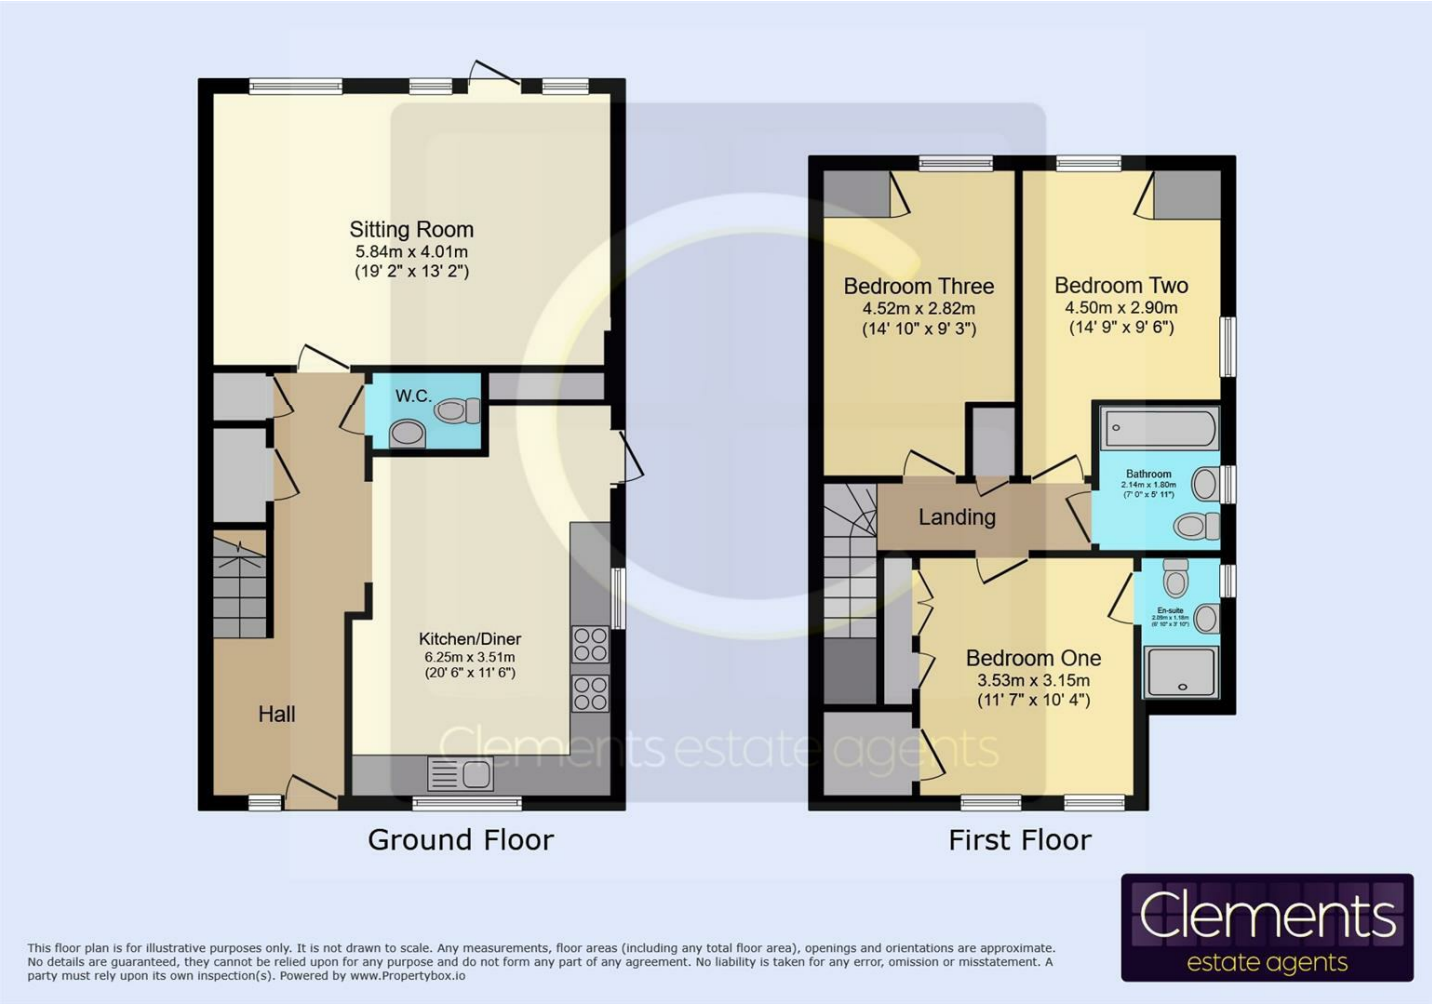 Sitting Room
5.84m x 4.01m
(19' 2" x 13' 2")
W.C.
Kitchen/Diner
6.25m x 3.51m
(20' 6" x 11' 6")
Hall
Ground Floor
Bedroom Three
4.52m x 2.82m
(14' 10" x 9' 3")
Bedroom Two
4.50m x 2.90m
(14' 9" x 9' 6")
Bathroom
2.14m x 1.80m
(7' 0" x 5' 11")
Landing
En-suite
(6' 10" x 3' 10")
Bedroom One
3.53m x 3.15m
(11' 7" x 10' 4")
First Floor
Clements estate agents
Clements
estate agents
This floor plan is for illustrative purposes only. It is not drawn to scale. Any measurements, floor areas (including any total floor area), openings and orientations are approximate.
No details are guaranteed, they cannot be relied upon for any purpose and do not form any part of any agreement. No liability is taken for any error, omission or misstatement. A
party must rely upon its own inspection(s). Powered by www.Propertybox.io